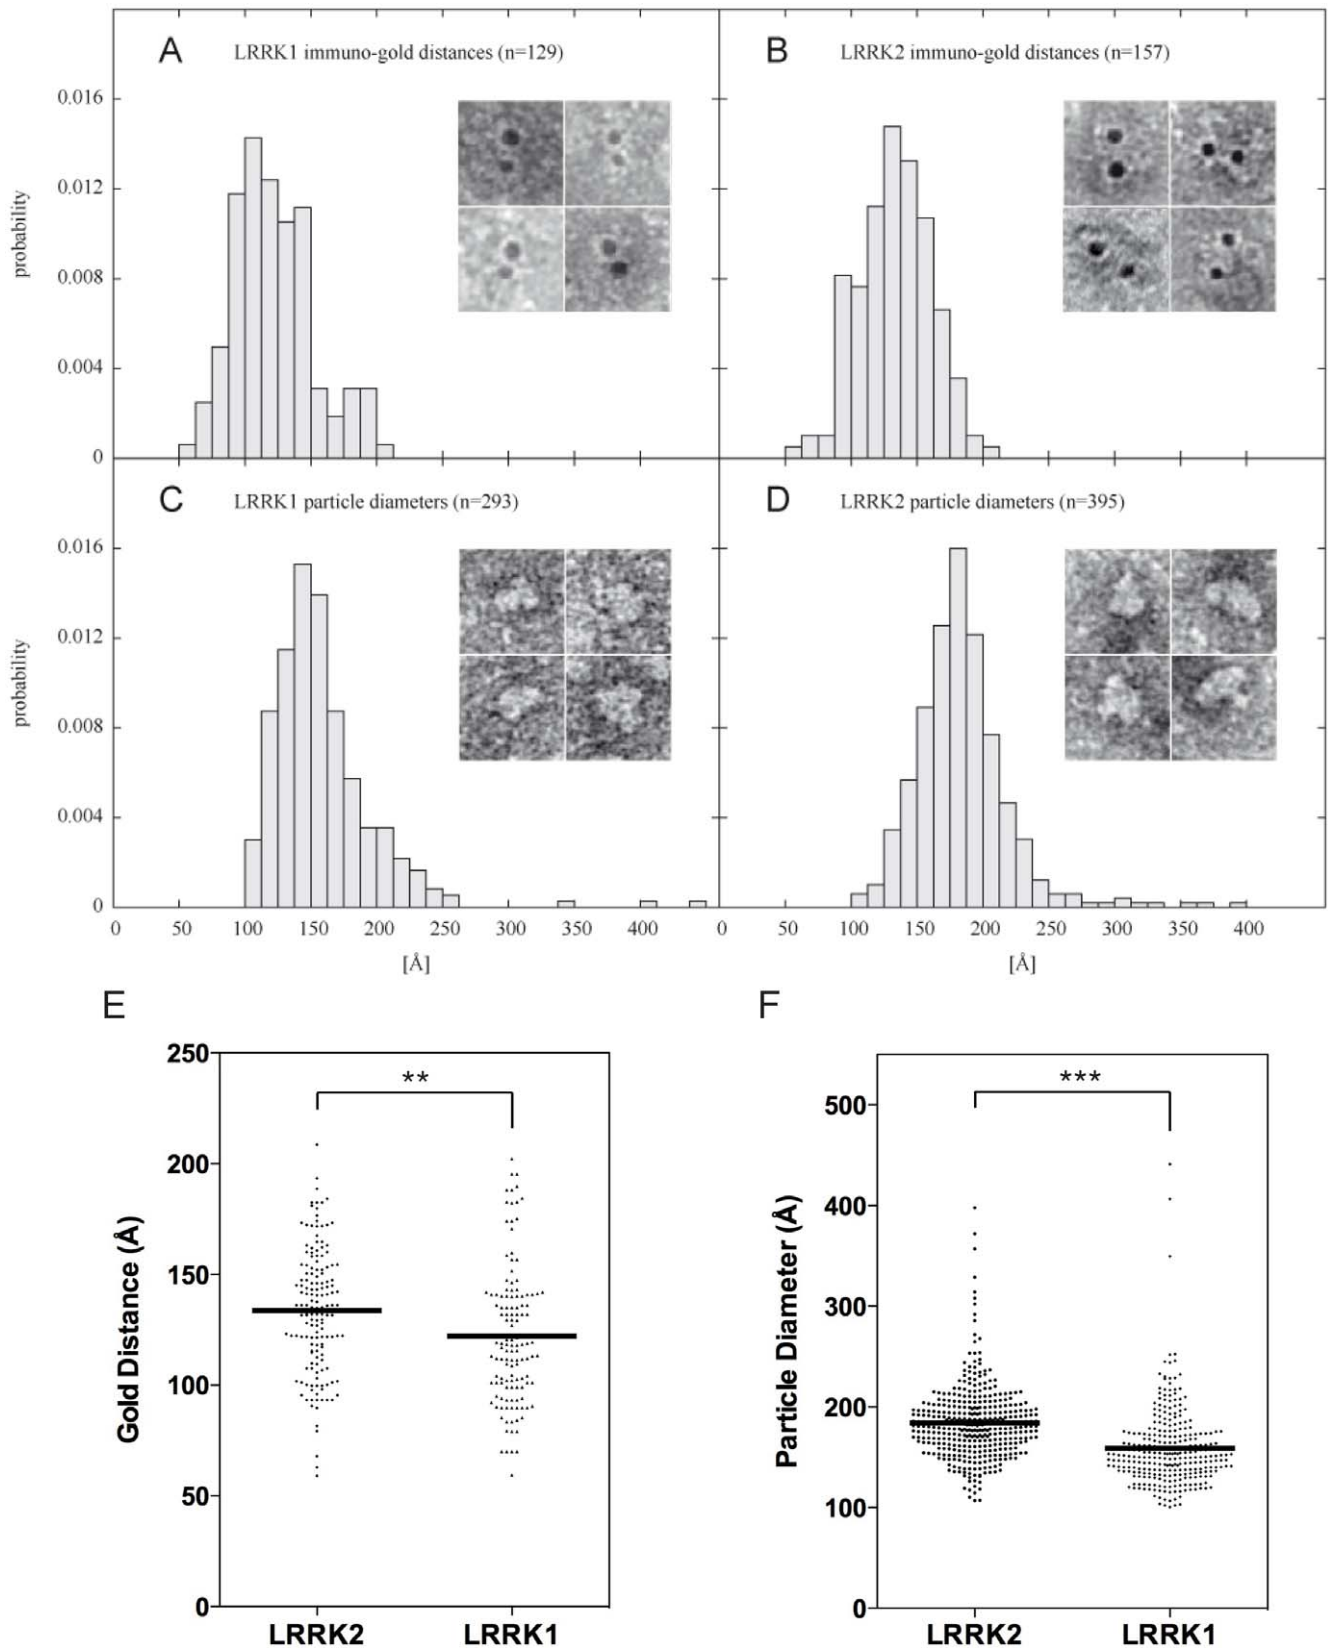 A
LRRK1 immuno-gold distances (n=129)
B
LRRK2 immuno-gold distances (n=157)
0.016
0.012
0.008
0.004
0
probability
C
LRRK1 particle diameters (n=293)
D
LRRK2 particle diameters (n=395)
0.016
0.012
0.008
0.004
0
probability
0 50 100 150 200 250 300 350 400
0 50 100 150 200 250 300 350 400
[Å]
[Å]
E
F
250
200
150
100
50
0
Gold Distance (Å)
**
LRRK2 LRRK1
500
400
300
200
100
0
Particle Diameter (Å)
***
LRRK2 LRRK1